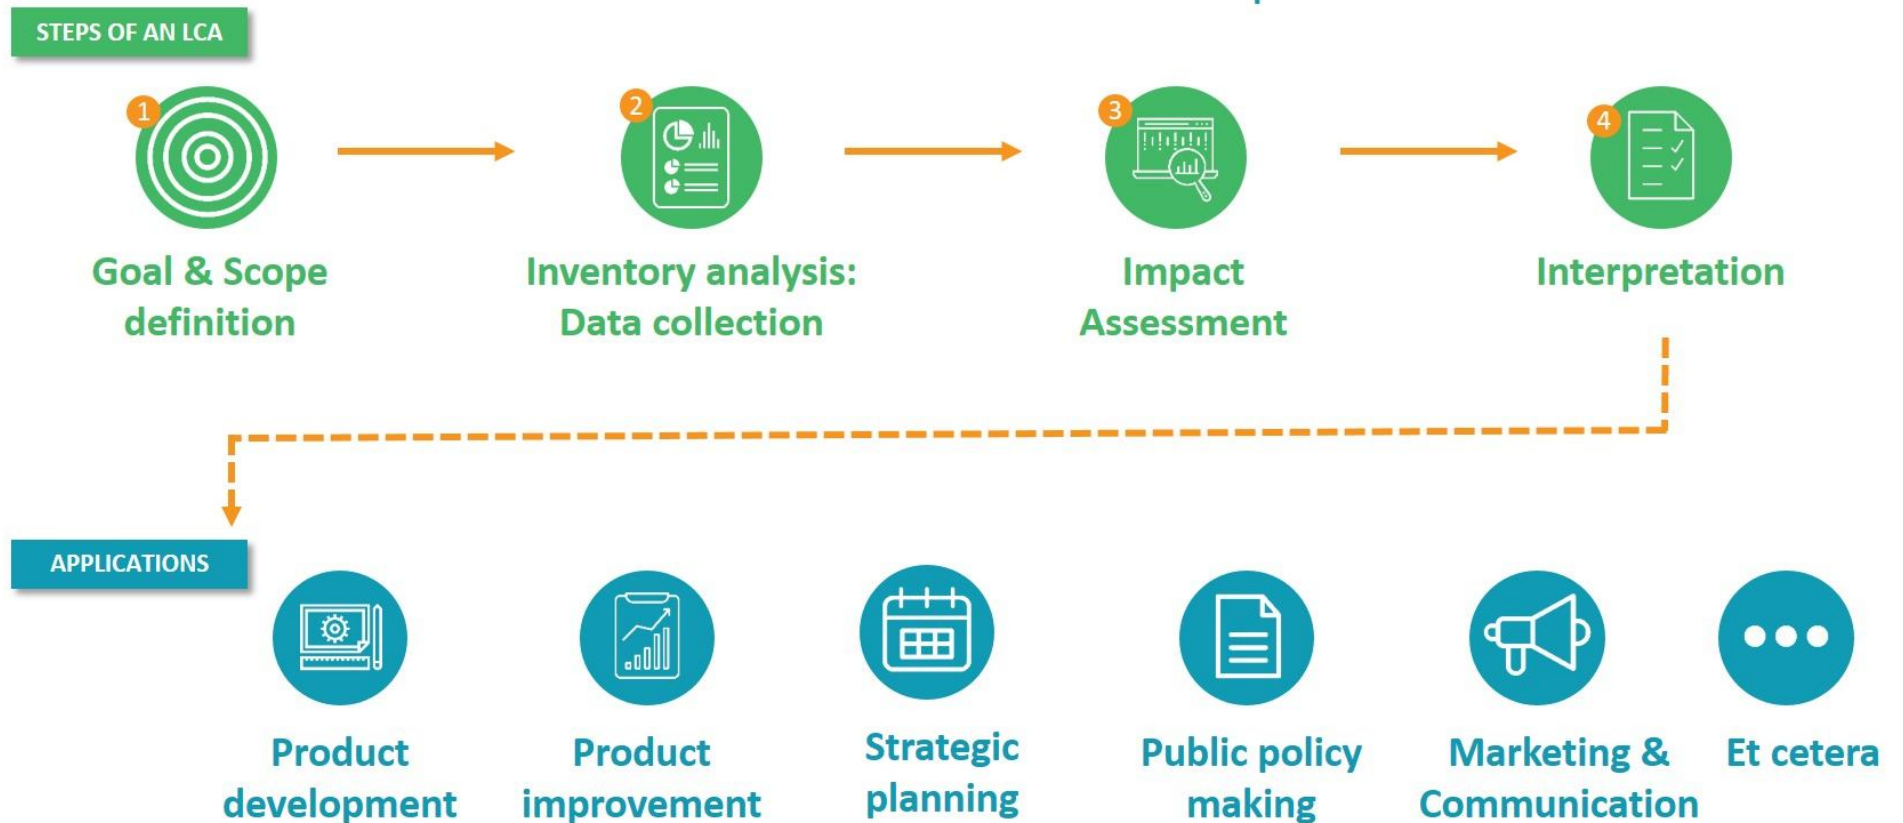 STEPS OF AN LCA
1
2
3
4
Goal & Scope
definition
Inventory analysis:
Data collection
Impact
Assessment
Interpretation
APPLICATIONS
Product
development
Product
improvement
Strategic
planning
Public policy
making
Marketing &
Communication
Et cetera